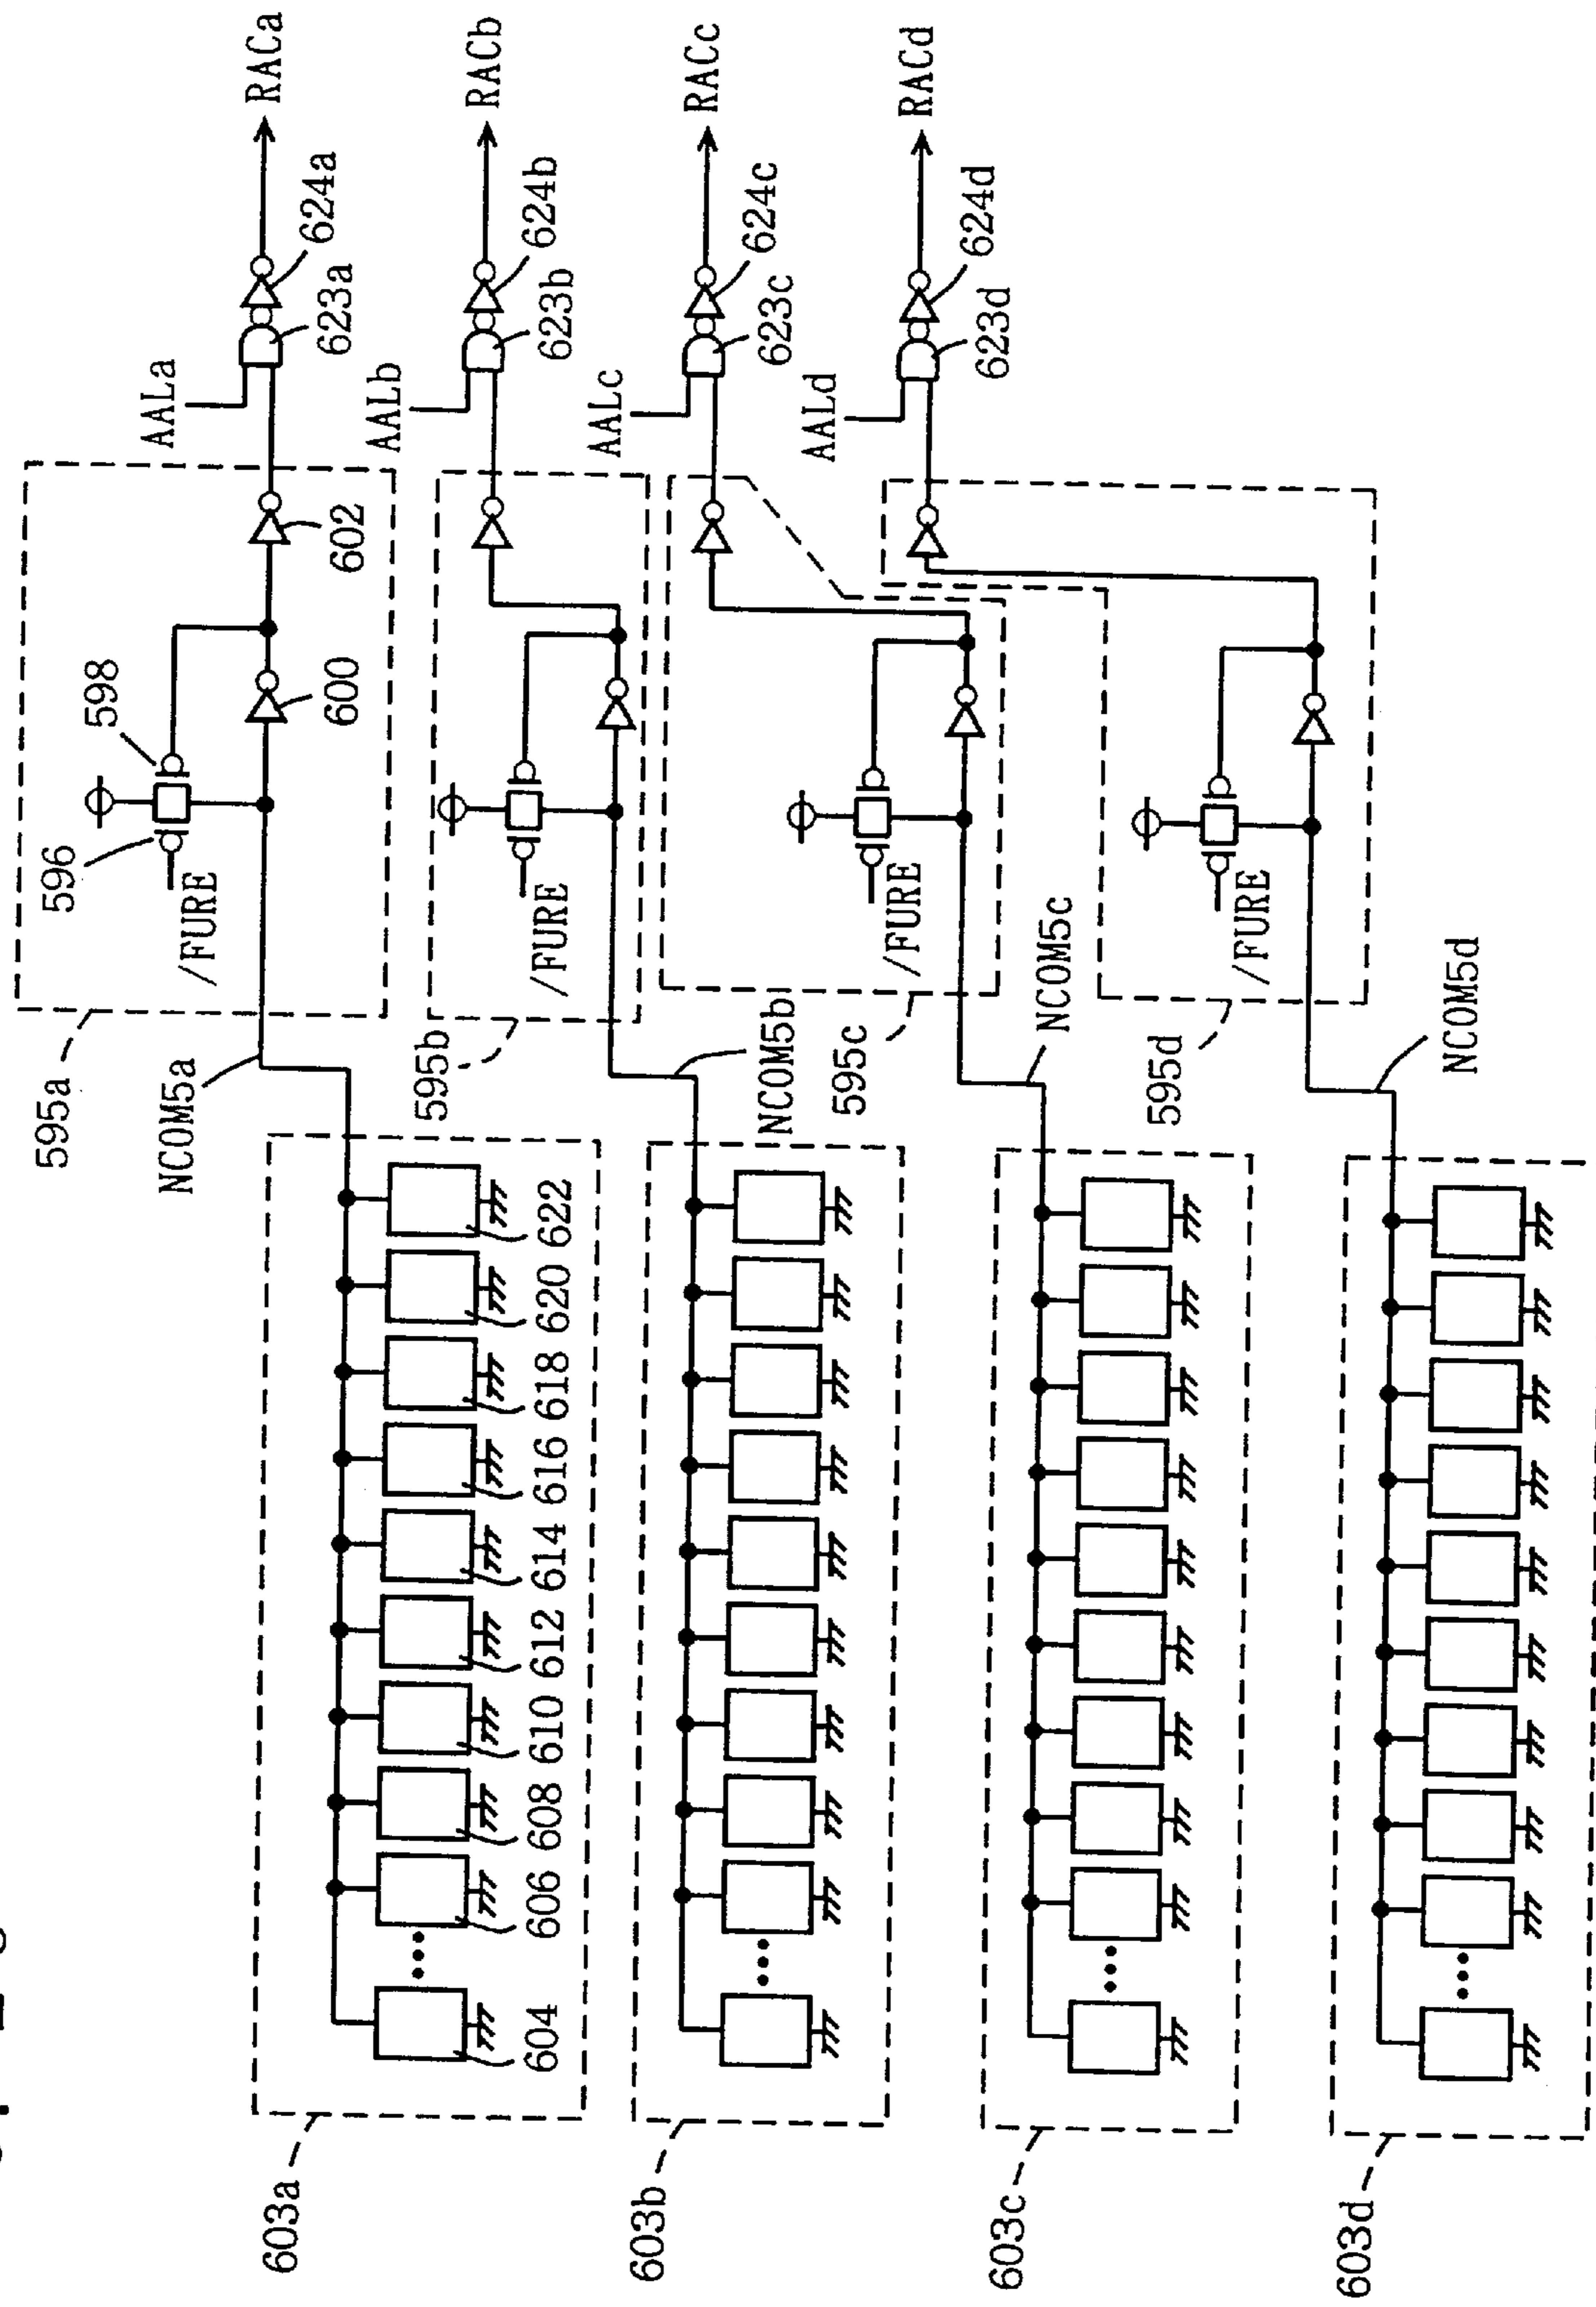 RACa
RACb
RACc
RACd
624a
624b
624c
624d
623a
623b
623c
623d
AALa
AALb
AALc
AALd
602
600
598
596
/FURE
/FURE
/FURE
/FURE
595a
595b
595c
595d
NCOM5a
NCOM5b
NCOM5c
NCOM5d
604 606 608 610 612 614 616 618 620 622
603a
603b
603c
603d